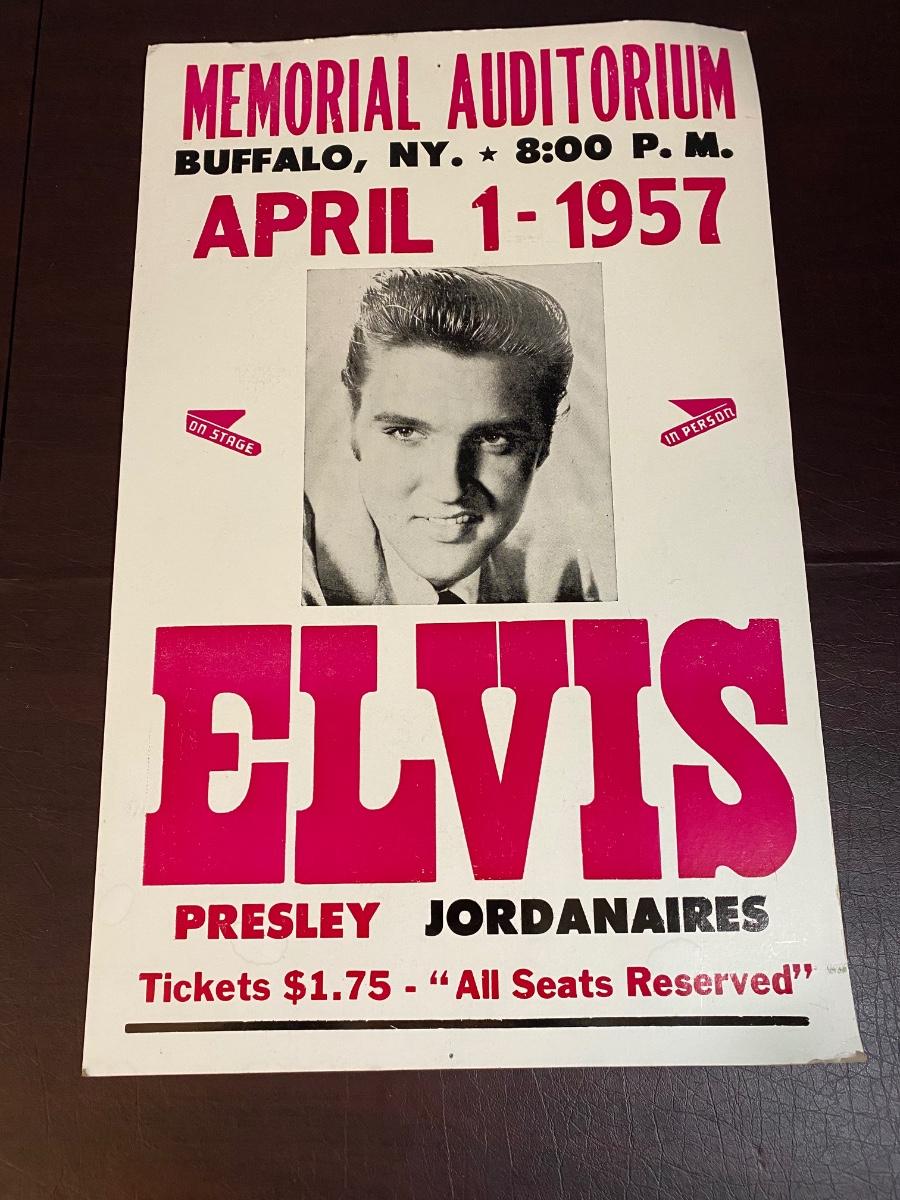 MEMORIAL AUDITORIUM
BUFFALO, NY. ★ 8:00 P. M.
APRIL 1 - 1957
ON STAGE
IN PERSON
ELVIS
PRESLEY JORDANAIRES
Tickets $1.75 - “All Seats Reserved”